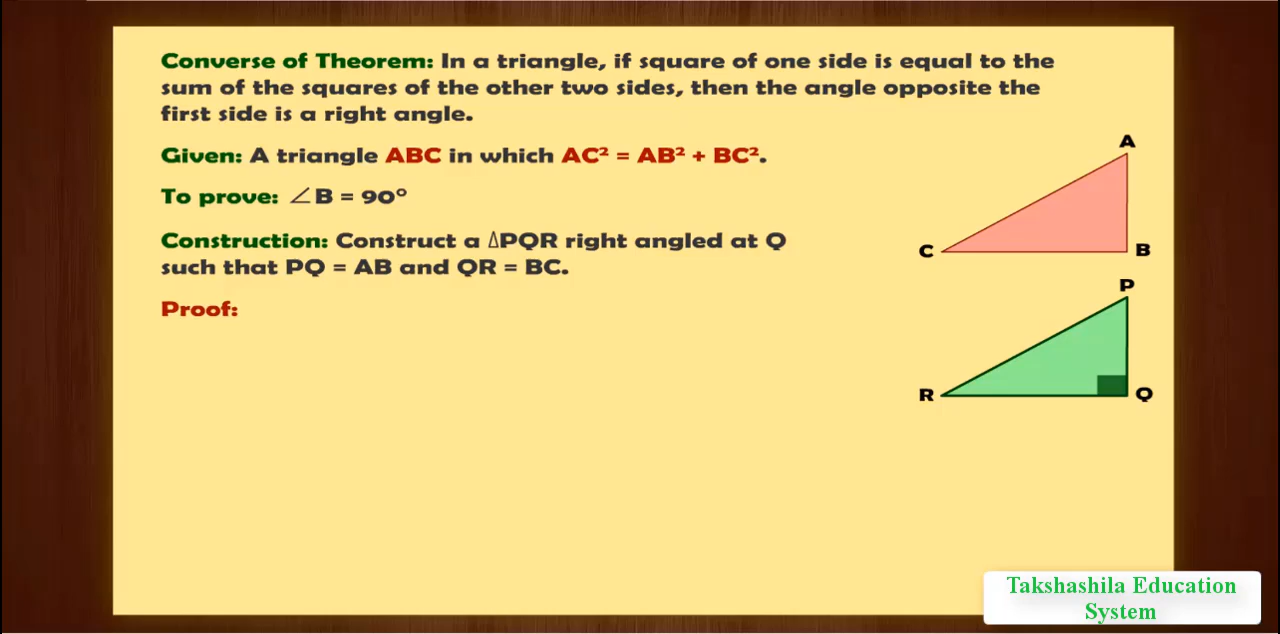 Converse of Theorem: In a triangle, if square of one side is equal to the
sum of the squares of the other two sides, then the angle opposite the
first side is a right angle.
Given: A triangle ABC in which AC² = AB² + BC².
To prove: ∠B = 90°
Construction: Construct a ΔPQR right angled at Q
such that PQ = AB and QR = BC.
Proof:
A
C
B
P
R
Q
Takshashila Education
System